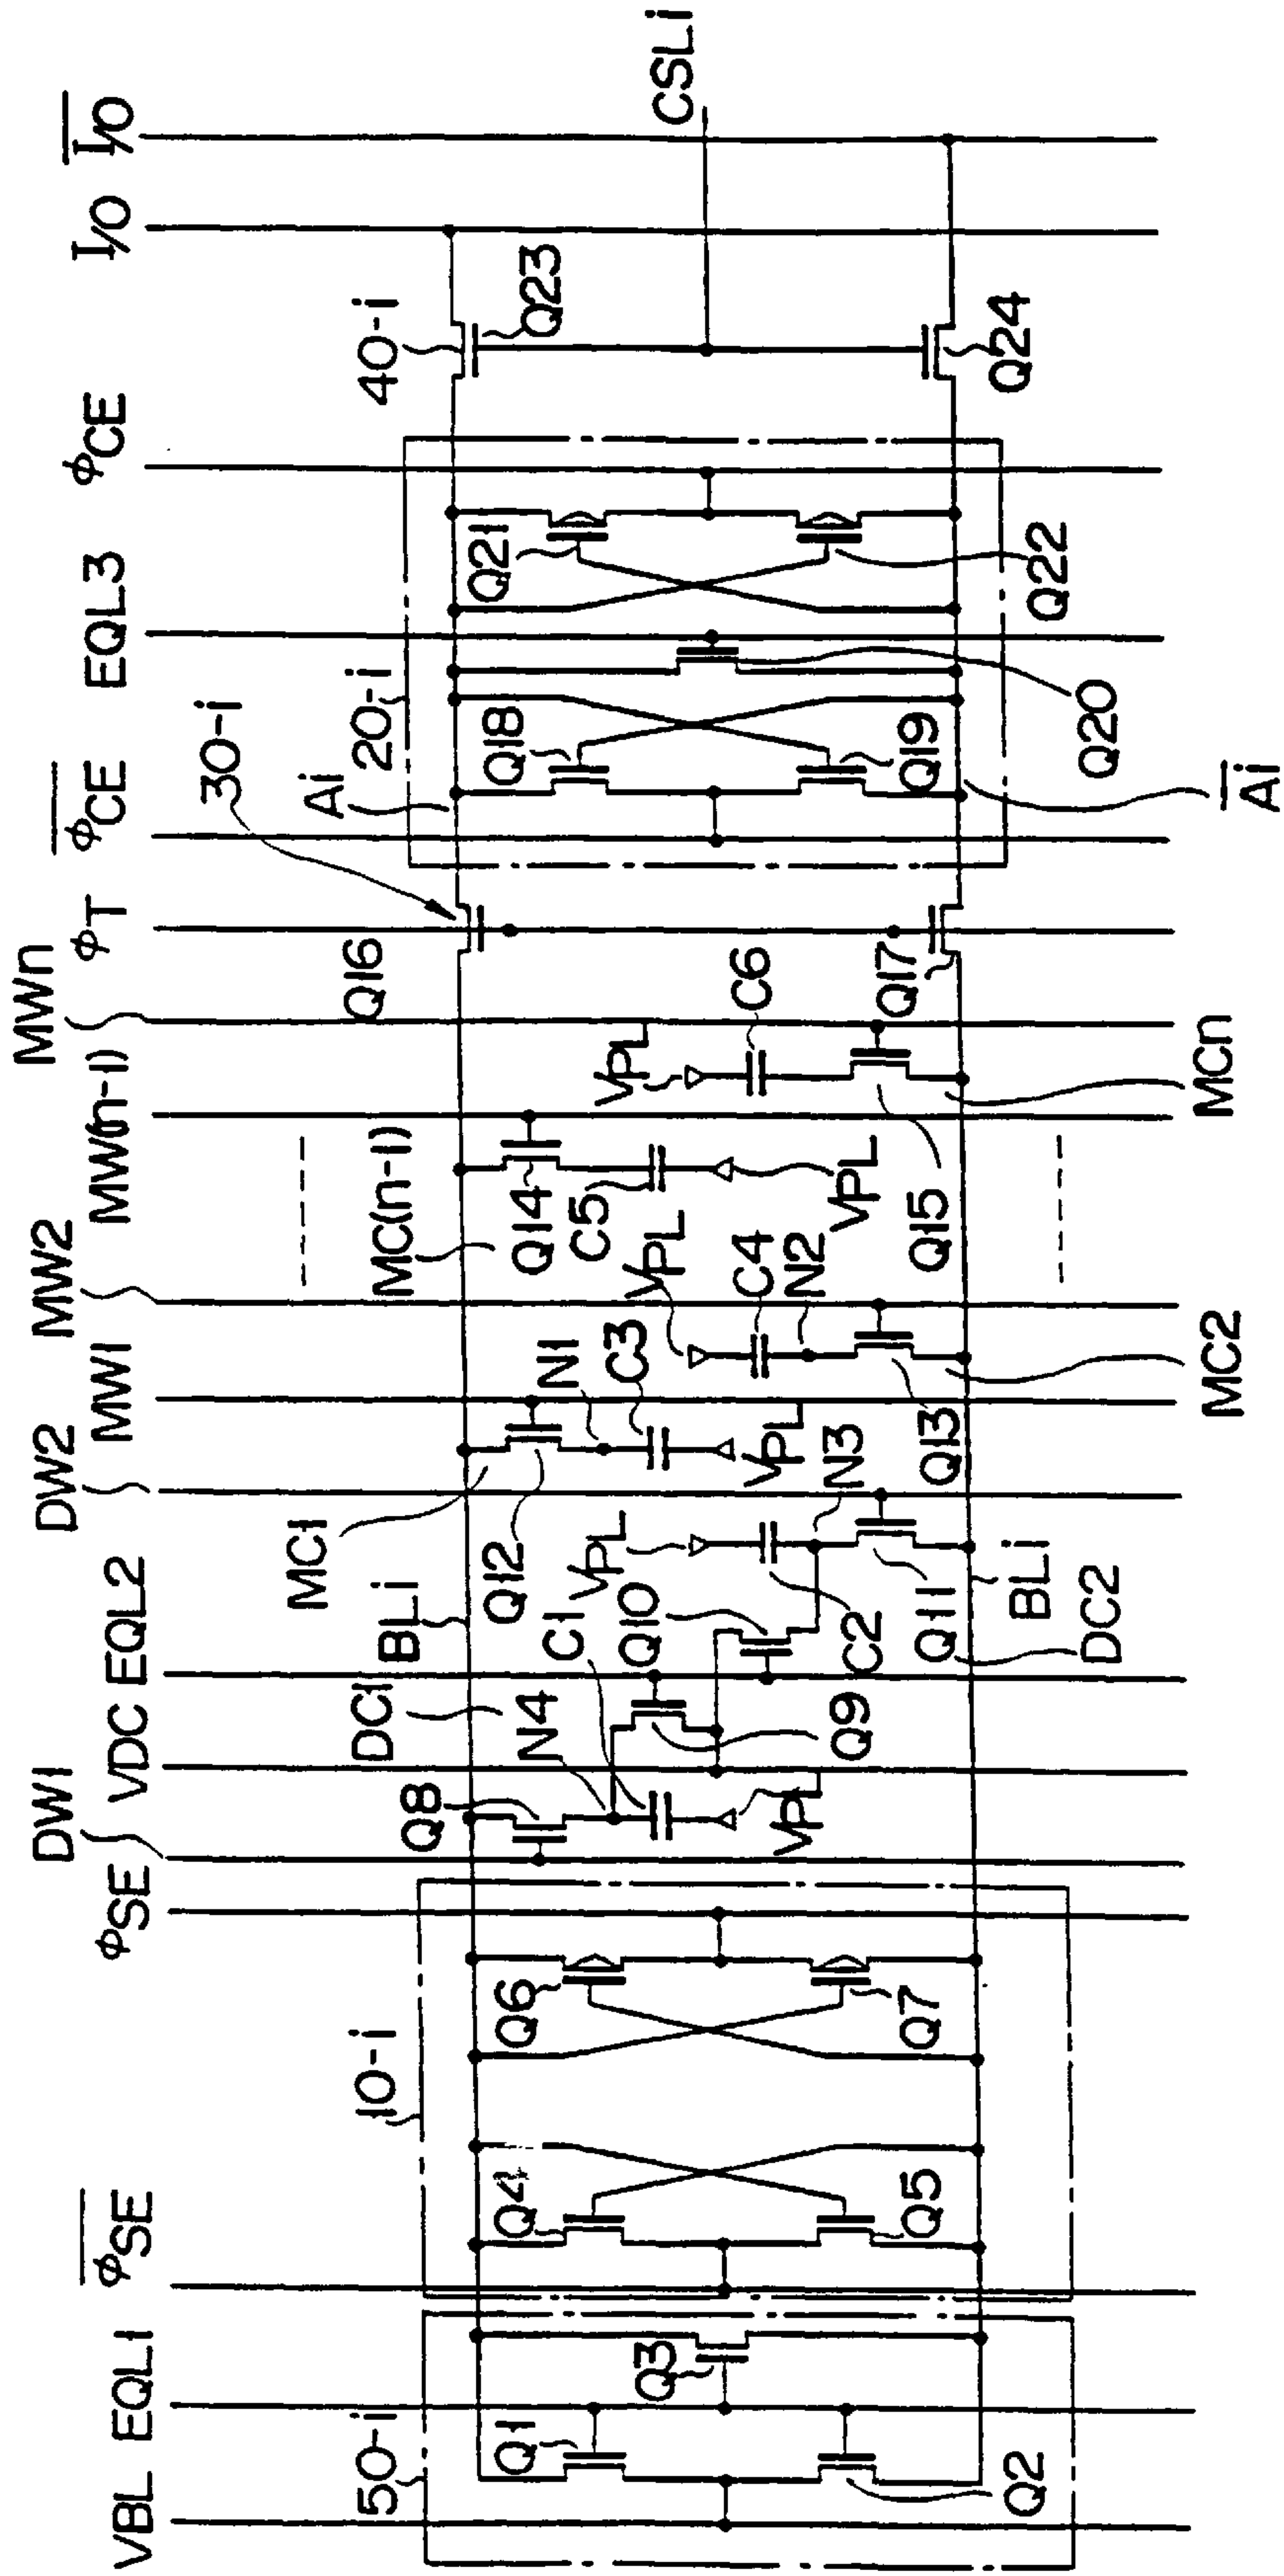 VBL
EQL1
φSE
φSE
DW1
VDC
EQL2
DW2
MW1
MW2
MW(n-1)
MWn
φT
φCE
EQL3
φCE
I/O
I/O
50-i
10-i
30-i
20-i
40-i
Q1
Q2
Q3
Q4
Q5
Q6
Q7
Q8
N4
C1
VPL
DC1
Q9
Q10
BLi
VPL
C2
N3
Q11
BLi
DC2
MC1
Q12
N1
C3
VPL
VPL
C4
N2
Q13
MC2
MC(n-1)
Q14
C5
VPL
VPL
C6
Q15
MCn
Q16
Q17
Ai
Q18
Q19
Q20
Ai
Q21
Q22
Q23
Q24
CSLi